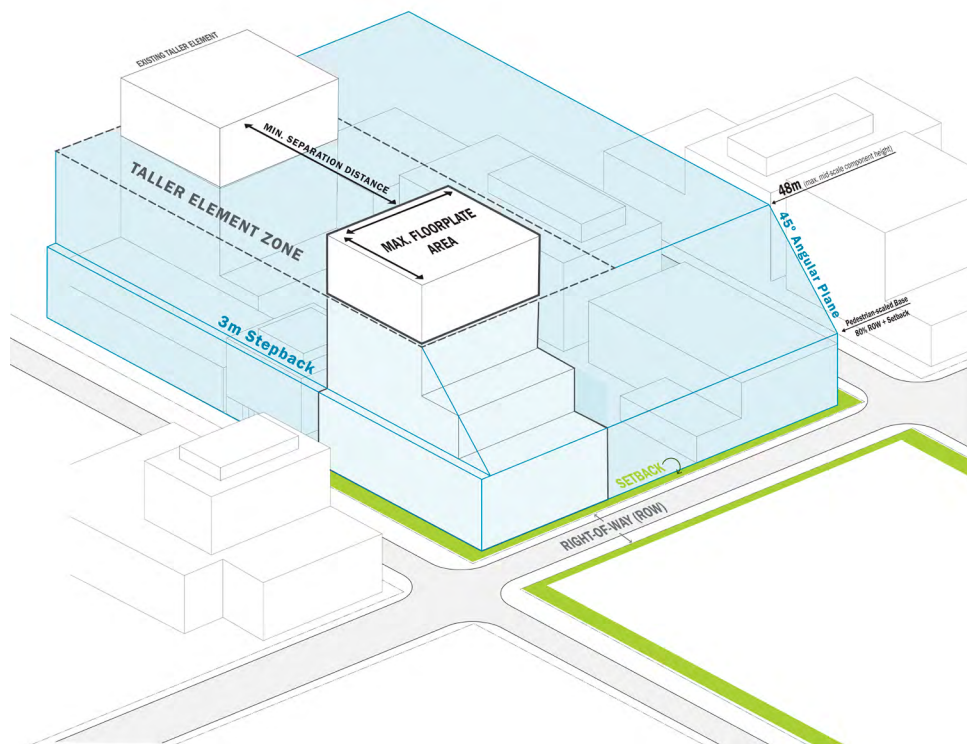 EXISTING TALLER ELEMENT
MIN. SEPARATION DISTANCE
TALLER ELEMENT ZONE
MAX. FLOORPLATE
AREA
48m (max. mid-scale component height)
45° Angular Plane
Pedestrian-scaled Base
80% ROW + Setback
3m Stepback
SETBACK
RIGHT-OF-WAY (ROW)